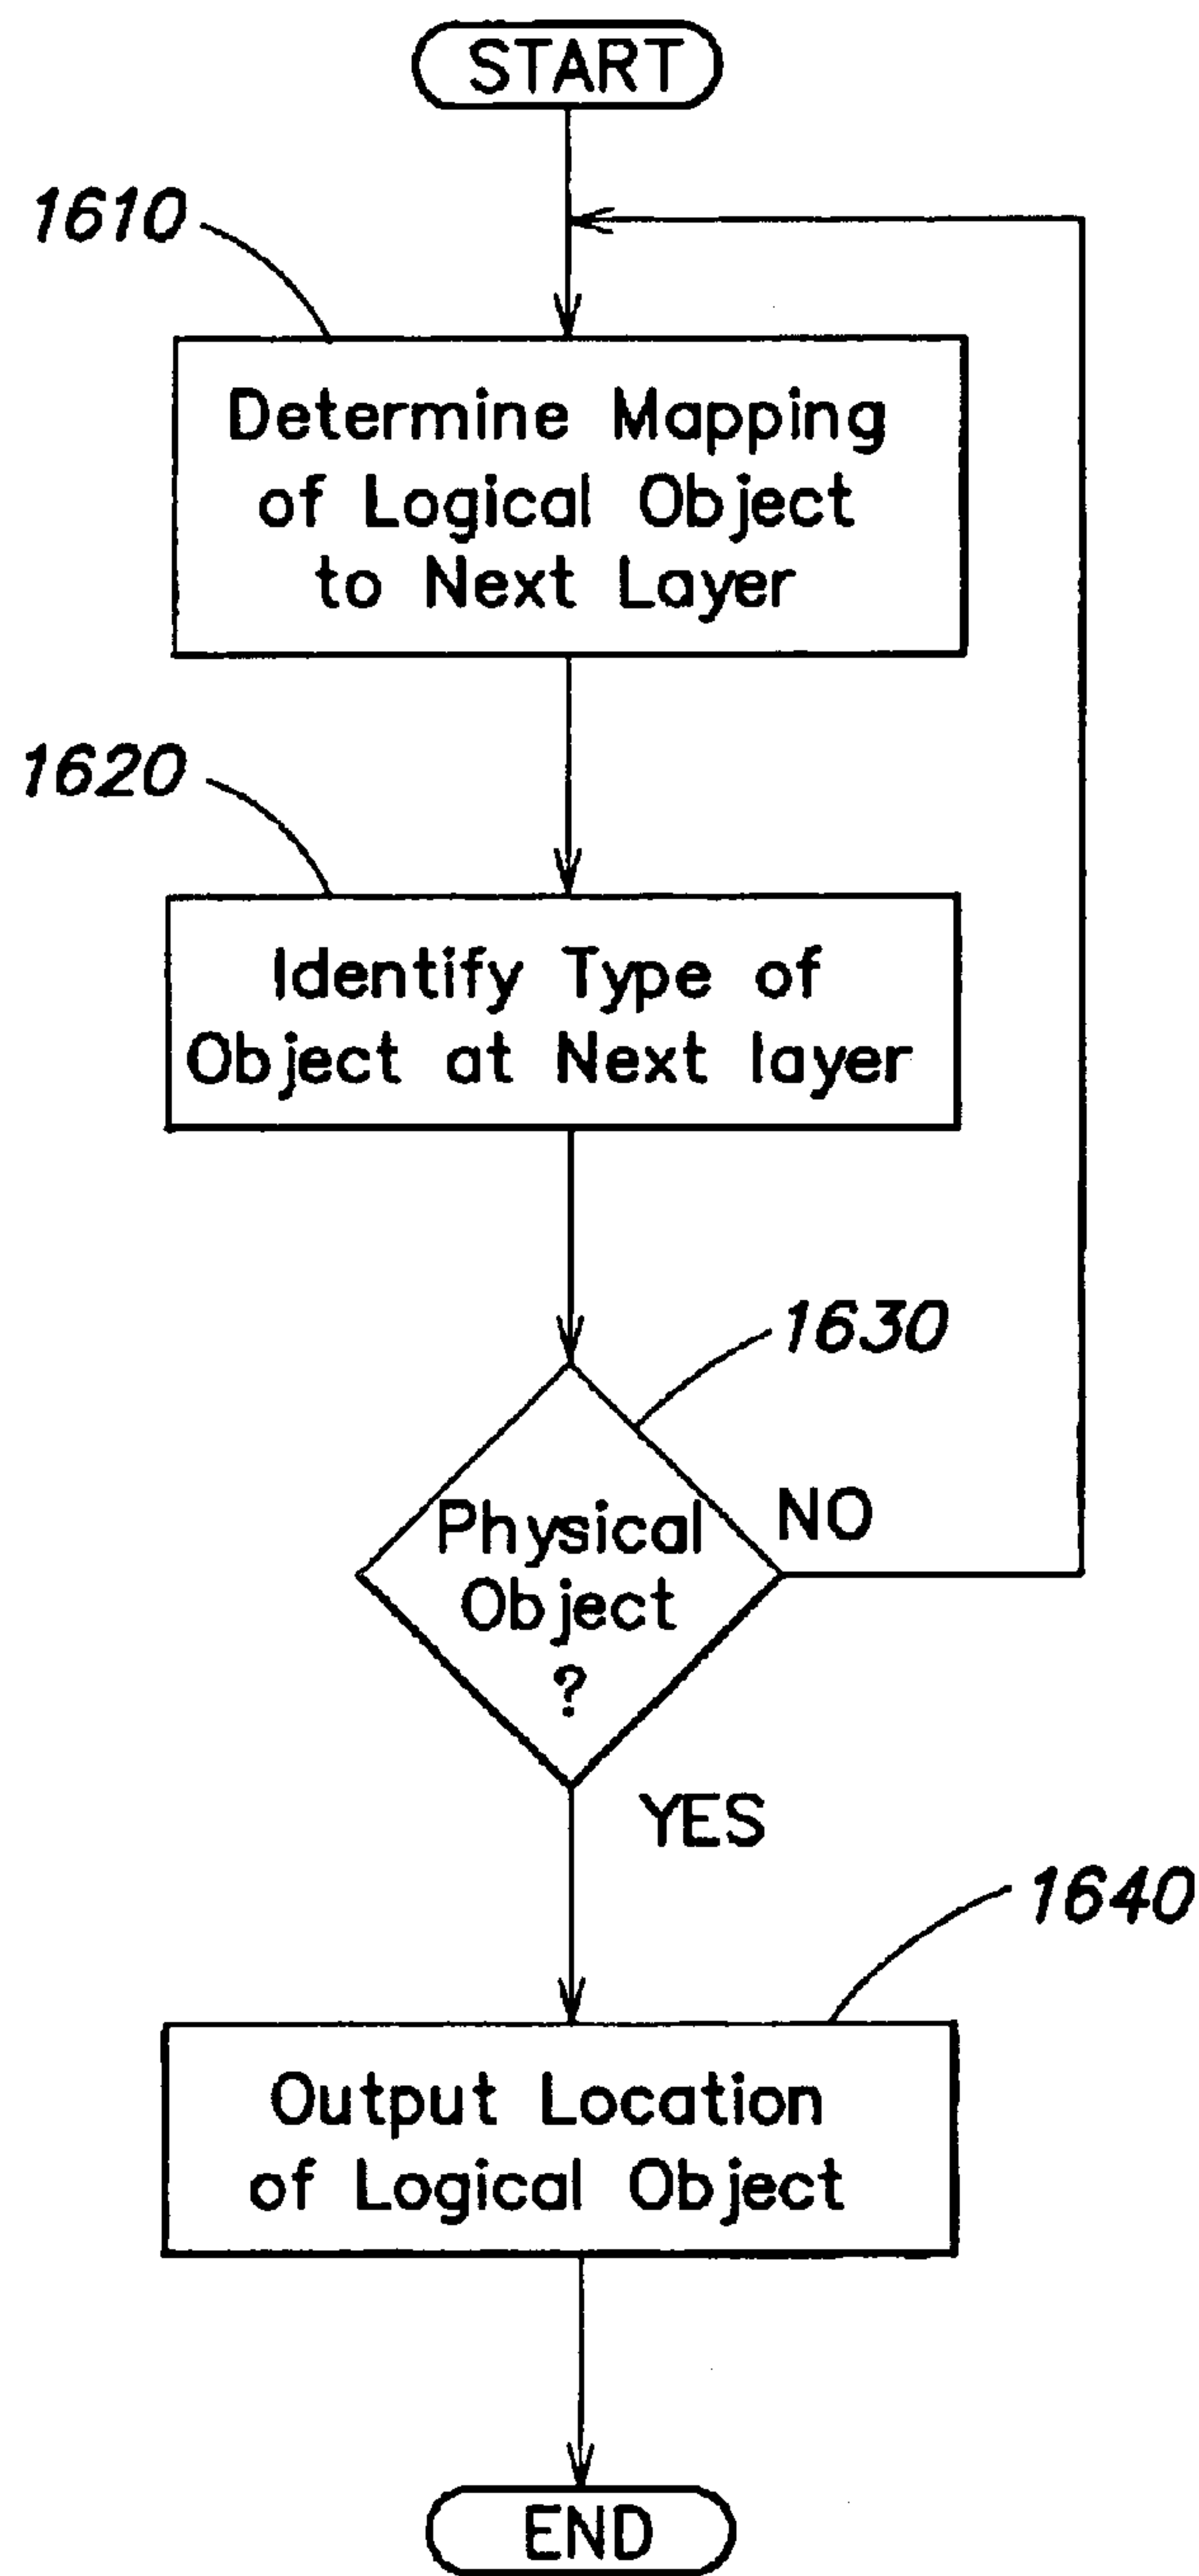 START
1610
Determine Mapping
of Logical Object
to Next Layer
1620
Identify Type of
Object at Next layer
1630
Physical
Object
?
NO
YES
1640
Output Location
of Logical Object
END